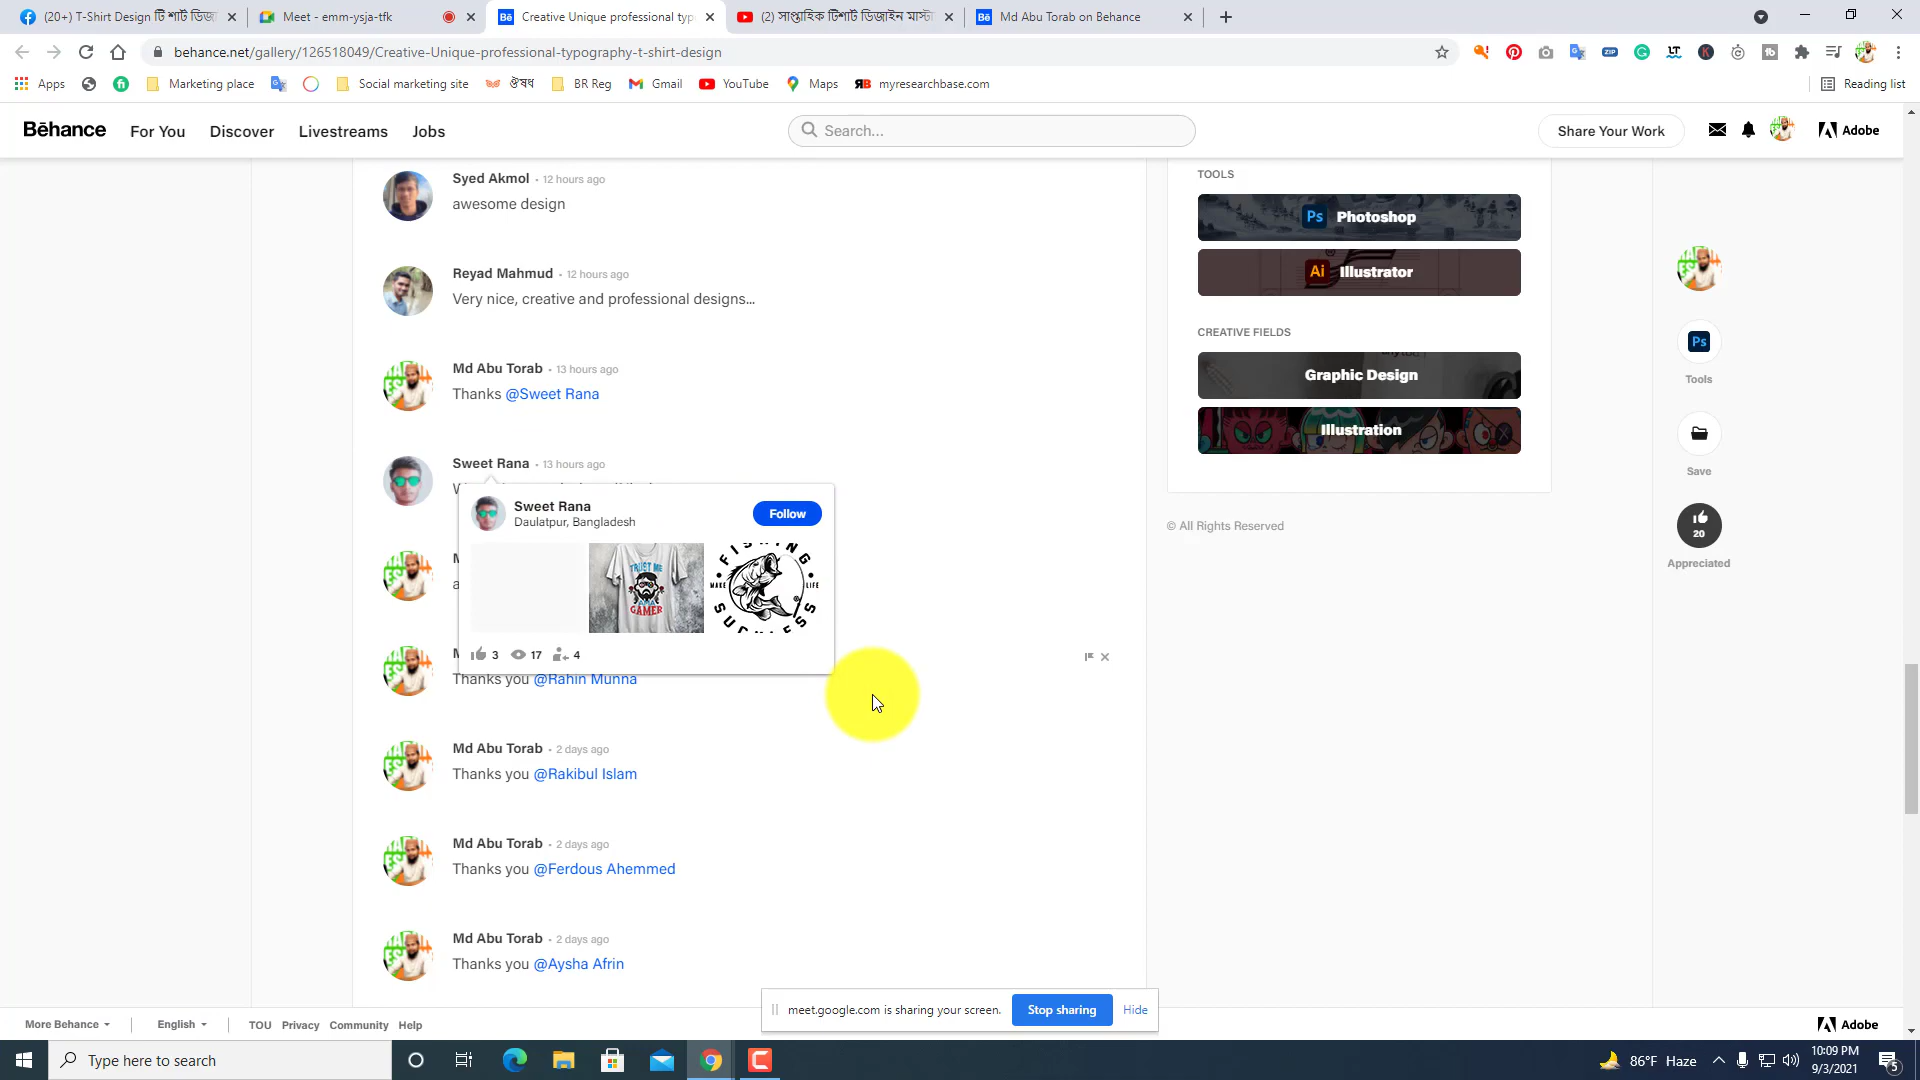 (20+) T-Shirt Design টি শার্ট ডিজা
Meet - emm-ysja-tfk
Creative Unique professional typ
(2) সাপ্তাহিক টিশার্ট ডিজাইন মাস্টা
Md Abu Torab on Behance
behance.net/gallery/126518049/Creative-Unique-professional-typography-t-shirt-design
Apps
Marketing place
Social marketing site
ঔষধ
BR Reg
Gmail
YouTube
Maps
RB myresearchbase.com
Reading list
Bēhance
For You
Discover
Livestreams
Jobs
Search...
Share Your Work
Adobe
Syed Akmol • 12 hours ago
awesome design
Reyad Mahmud • 12 hours ago
Very nice, creative and professional designs...
Md Abu Torab • 13 hours ago
Thanks @Sweet Rana
Sweet Rana • 13 hours ago
Sweet Rana
Daulatpur, Bangladesh
Follow
TRUST ME
GAMER
FISHING
MAKE LIFE
SUCKLESS
3 17 4
Thanks you @Rahin Munna
Md Abu Torab • 2 days ago
Thanks you @Rakibul Islam
Md Abu Torab • 2 days ago
Thanks you @Ferdous Ahemmed
Md Abu Torab • 2 days ago
Thanks you @Aysha Afrin
TOOLS
Ps Photoshop
Ai Illustrator
CREATIVE FIELDS
Graphic Design
Illustration
© All Rights Reserved
Ps
Tools
Save
20
Appreciated
More Behance
English
TOU Privacy Community Help
meet.google.com is sharing your screen.
Stop sharing
Hide
Adobe
Type here to search
86°F Haze
10:09 PM
9/3/2021
5